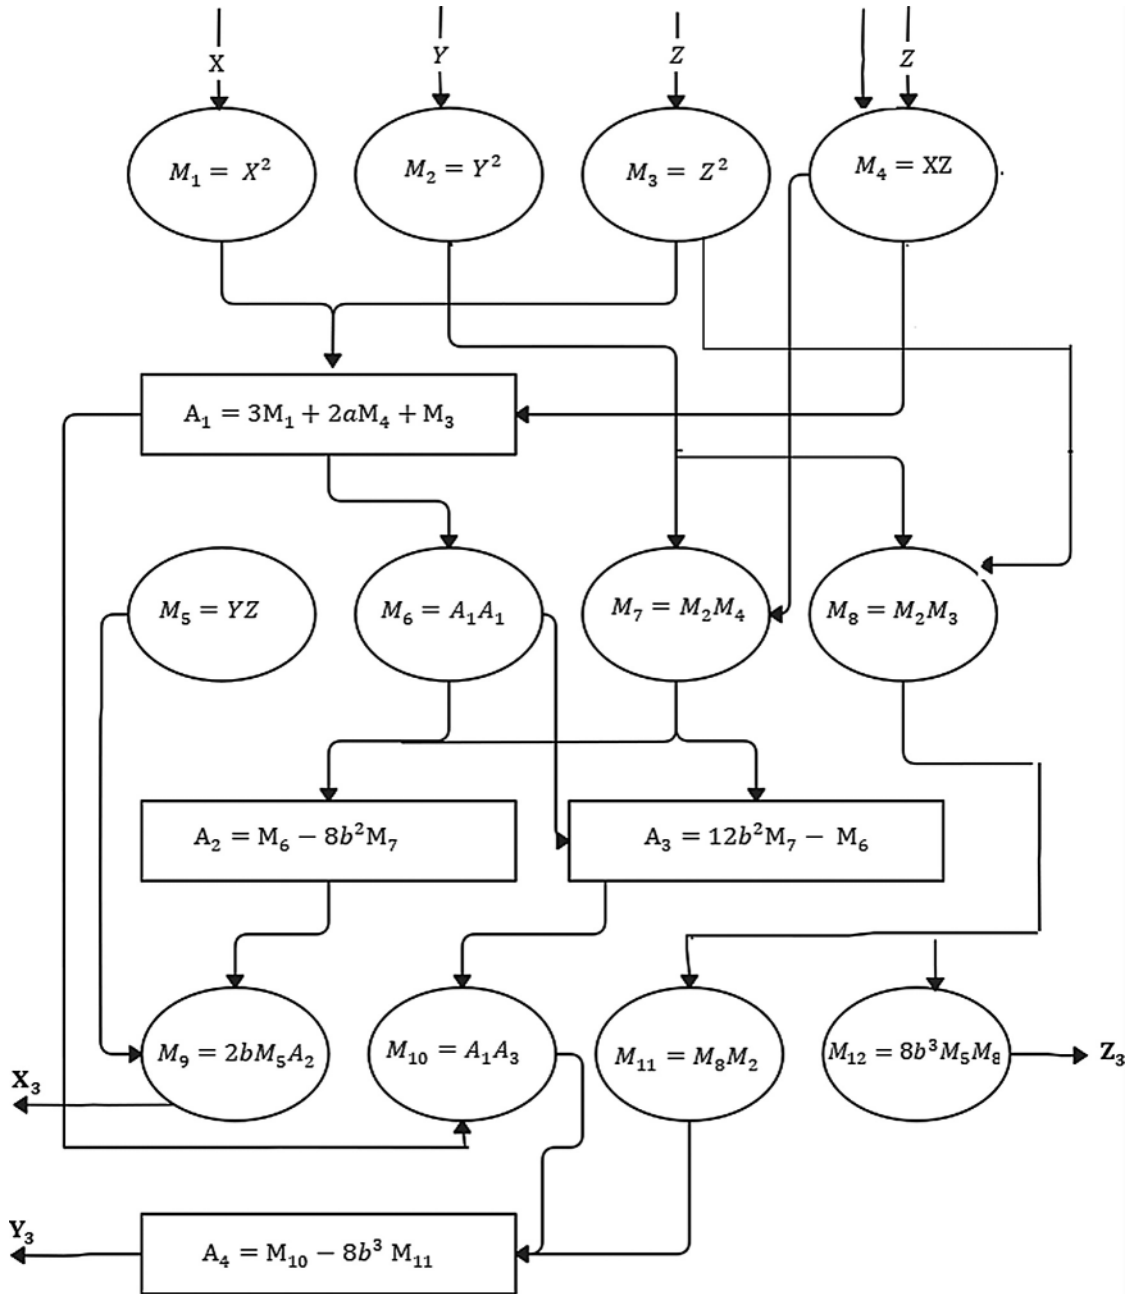 X
Y
Z
Z
M₁ = X²
M₂ = Y²
M₃ = Z²
M₄ = XZ
A₁ = 3M₁ + 2aM₄ + M₃
M₅ = YZ
M₆ = A₁A₁
M₇ = M₂M₄
M₈ = M₂M₃
A₂ = M₆ − 8b²M₇
A₃ = 12b²M₇ − M₆
M₉ = 2bM₅A₂
M₁₀ = A₁A₃
M₁₁ = M₈M₂
M₁₂ = 8b³M₅M₈
Z₃
X₃
Y₃
A₄ = M₁₀ − 8b³ M₁₁